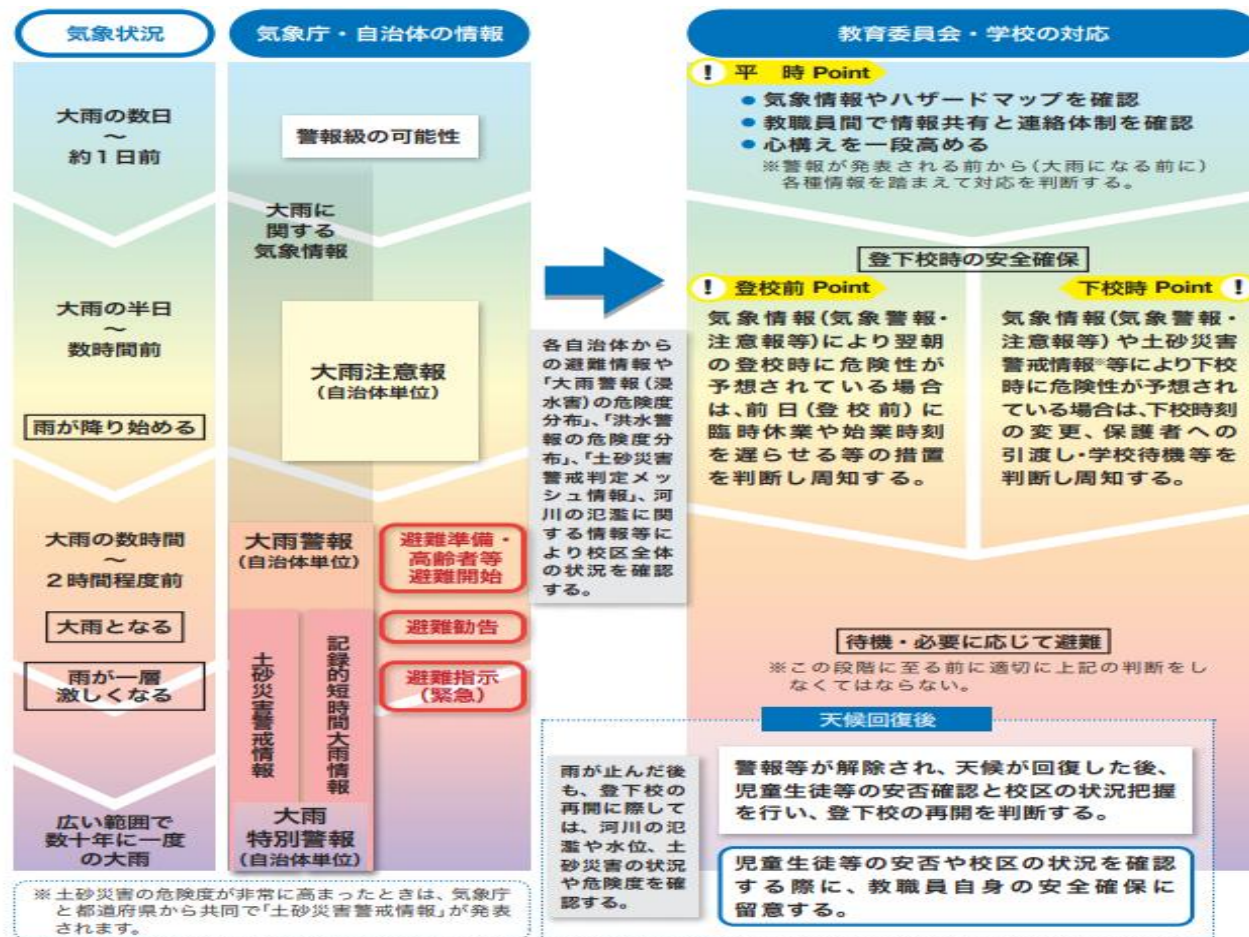 気象状況
気象庁・自治体の情報
教育委員会・学校の対応
大雨の数日
～
約１日前
大雨の半日
～
数時間前
雨が降り始める
大雨の数時間
～
２時間程度前
大雨となる
雨が一層
激しくなる
広い範囲で
数十年に一度
の大雨
警報級の可能性
大雨に
関する
気象情報
大雨注意報
(自治体単位)
大雨警報
(自治体単位)
避難準備・
高齢者等
避難開始
避難勧告
避難指示
(緊急)
土砂災害警戒情報
記録的短時間大雨情報
大雨
特別警報
(自治体単位)
※土砂災害の危険度が非常に高まったときは、気象庁
と都道府県から共同で「土砂災害警戒情報」が発表
されます。
各自治体から
の避難情報や
「大雨警報(浸
水害)の危険度
分布」、「洪水警
報の危険度分
布」、「土砂災害
警戒判定メッ
シュ情報」、河
川の氾濫に関
する情報等に
より校区全体
の状況を確認
する。
! 平　時 Point
● 気象情報やハザードマップを確認
● 教職員間で情報共有と連絡体制を確認
● 心構えを一段高める
※警報が発表される前から(大雨になる前に)
各種情報を踏まえて対応を判断する。
登下校時の安全確保
! 登校前 Point
気象情報(気象警報・
注意報等)により翌朝
の登校時に危険性が
予想されている場合
は、前日(登校前)に
臨時休業や始業時刻
を遅らせる等の措置
を判断し周知する。
下校時 Point !
気象情報(気象警報・
注意報等)や土砂災害
警戒情報※等により下校
時に危険性が予想され
ている場合は、下校時刻
の変更、保護者への
引渡し・学校待機等を
判断し周知する。
待機・必要に応じて避難
※この段階に至る前に適切に上記の判断をし
なくてはならない。
天候回復後
雨が止んだ後
も、登下校の
再開に際して
は、河川の氾
濫や水位、土
砂災害の状況
や危険度を確
認する。
警報等が解除され、天候が回復した後、
児童生徒等の安否確認と校区の状況把握
を行い、登下校の再開を判断する。
児童生徒等の安否や校区の状況を確認
する際に、教職員自身の安全確保に
留意する。